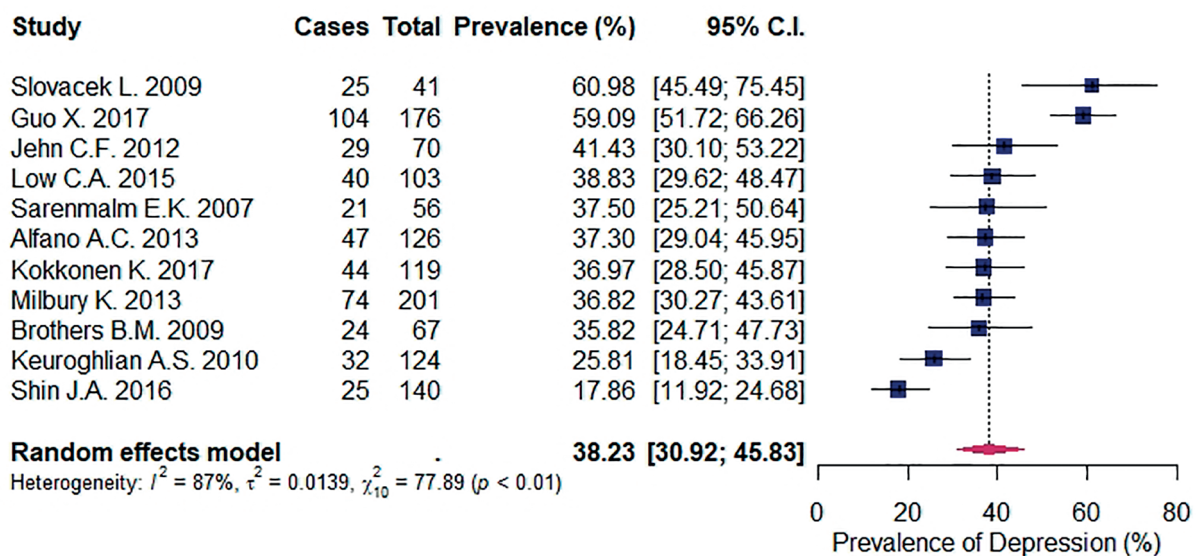 Study Cases Total Prevalence (%) 95% C.I.
Slovacek L. 2009 25 41 60.98 [45.49; 75.45]
Guo X. 2017 104 176 59.09 [51.72; 66.26]
Jehn C.F. 2012 29 70 41.43 [30.10; 53.22]
Low C.A. 2015 40 103 38.83 [29.62; 48.47]
Sarenmalm E.K. 2007 21 56 37.50 [25.21; 50.64]
Alfano A.C. 2013 47 126 37.30 [29.04; 45.95]
Kokkonen K. 2017 44 119 36.97 [28.50; 45.87]
Milbury K. 2013 74 201 36.82 [30.27; 43.61]
Brothers B.M. 2009 24 67 35.82 [24.71; 47.73]
Keuroghlian A.S. 2010 32 124 25.81 [18.45; 33.91]
Shin J.A. 2016 25 140 17.86 [11.92; 24.68]
Random effects model . 38.23 [30.92; 45.83]
Heterogeneity: I² = 87%, τ² = 0.0139, χ²₁₀ = 77.89 (p < 0.01)
0 20 40 60 80
Prevalence of Depression (%)